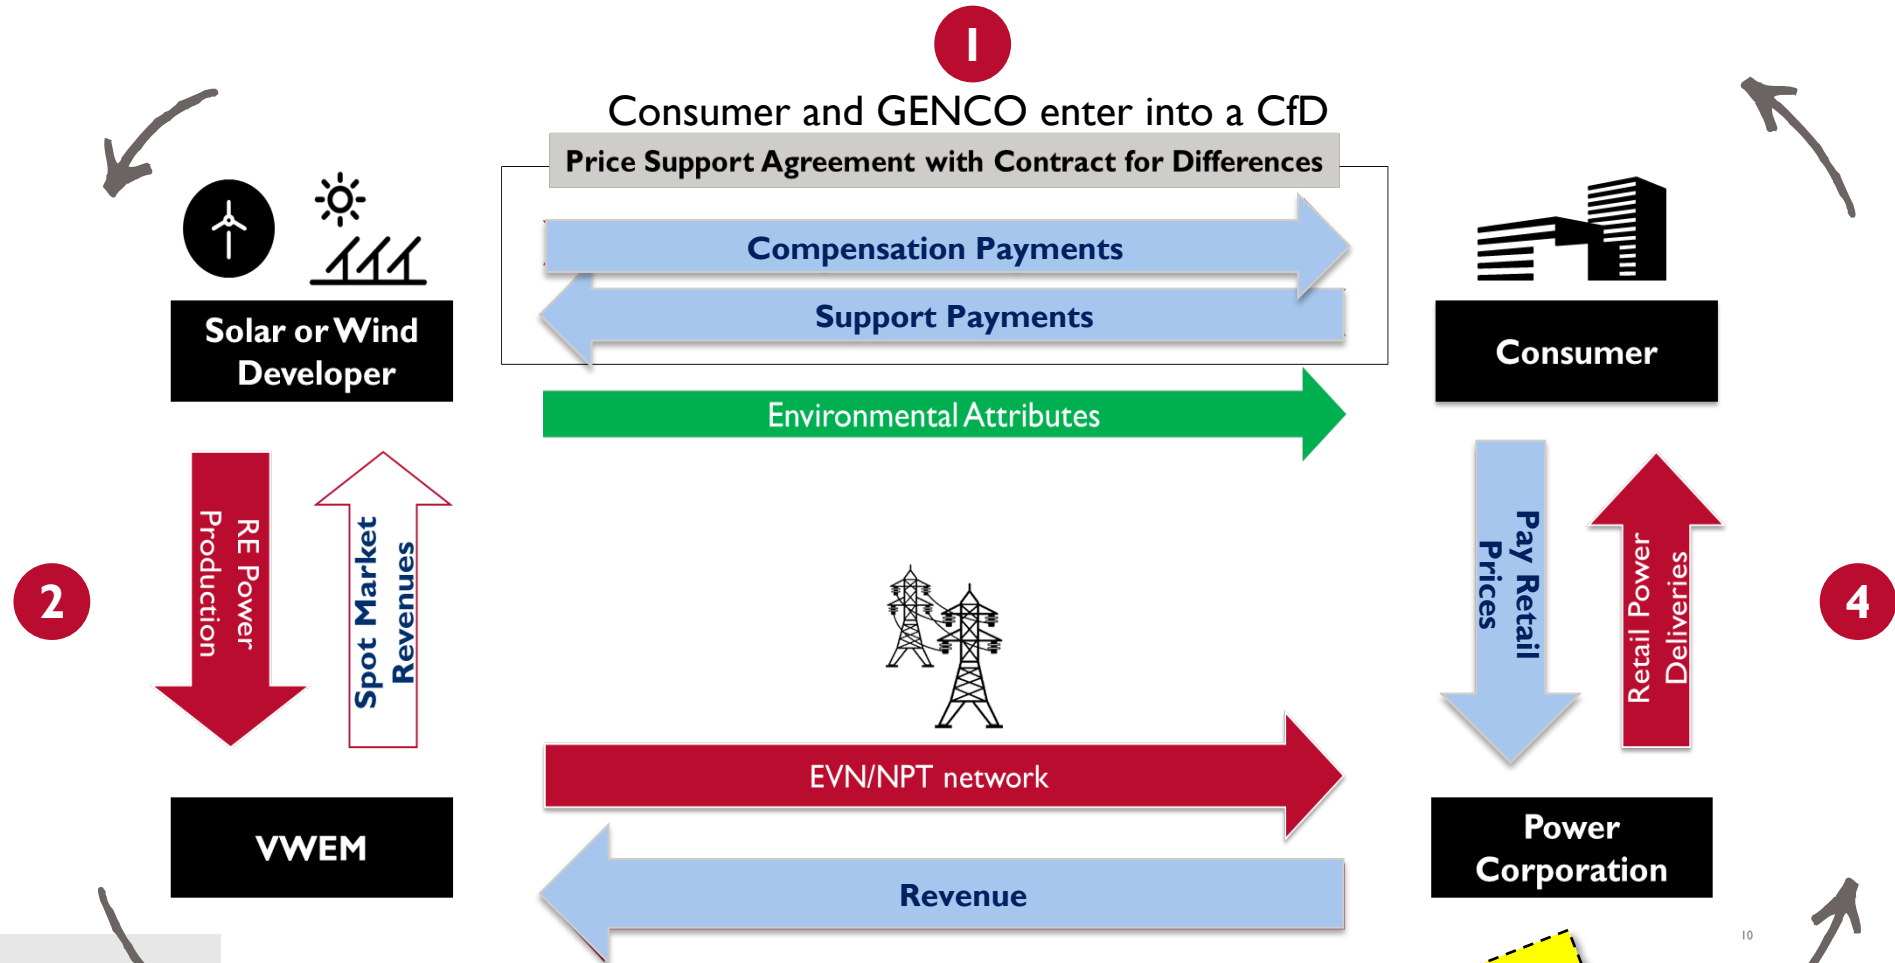 1
Consumer and GENCO enter into a CfD
Price Support Agreement with Contract for Differences
Compensation Payments
Support Payments
Solar or Wind
Developer
Consumer
Environmental Attributes
RE Power
Production
Spot Market
Revenues
Pay Retail
Prices
Retail Power
Deliveries
2
4
EVN/NPT network
VWEM
Power
Corporation
Revenue
10